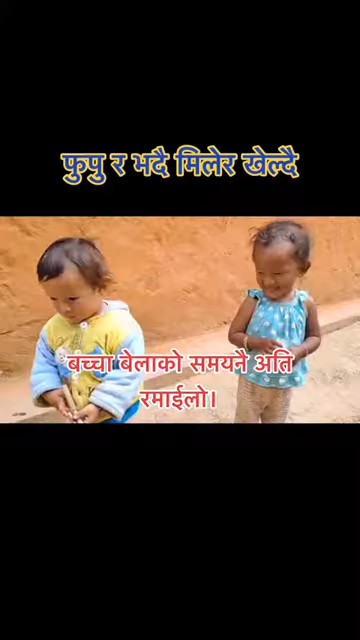 फुपु र भदै मिलेर खेल्दै
बच्चा बेलाको समयनै अति
रमाईलो।